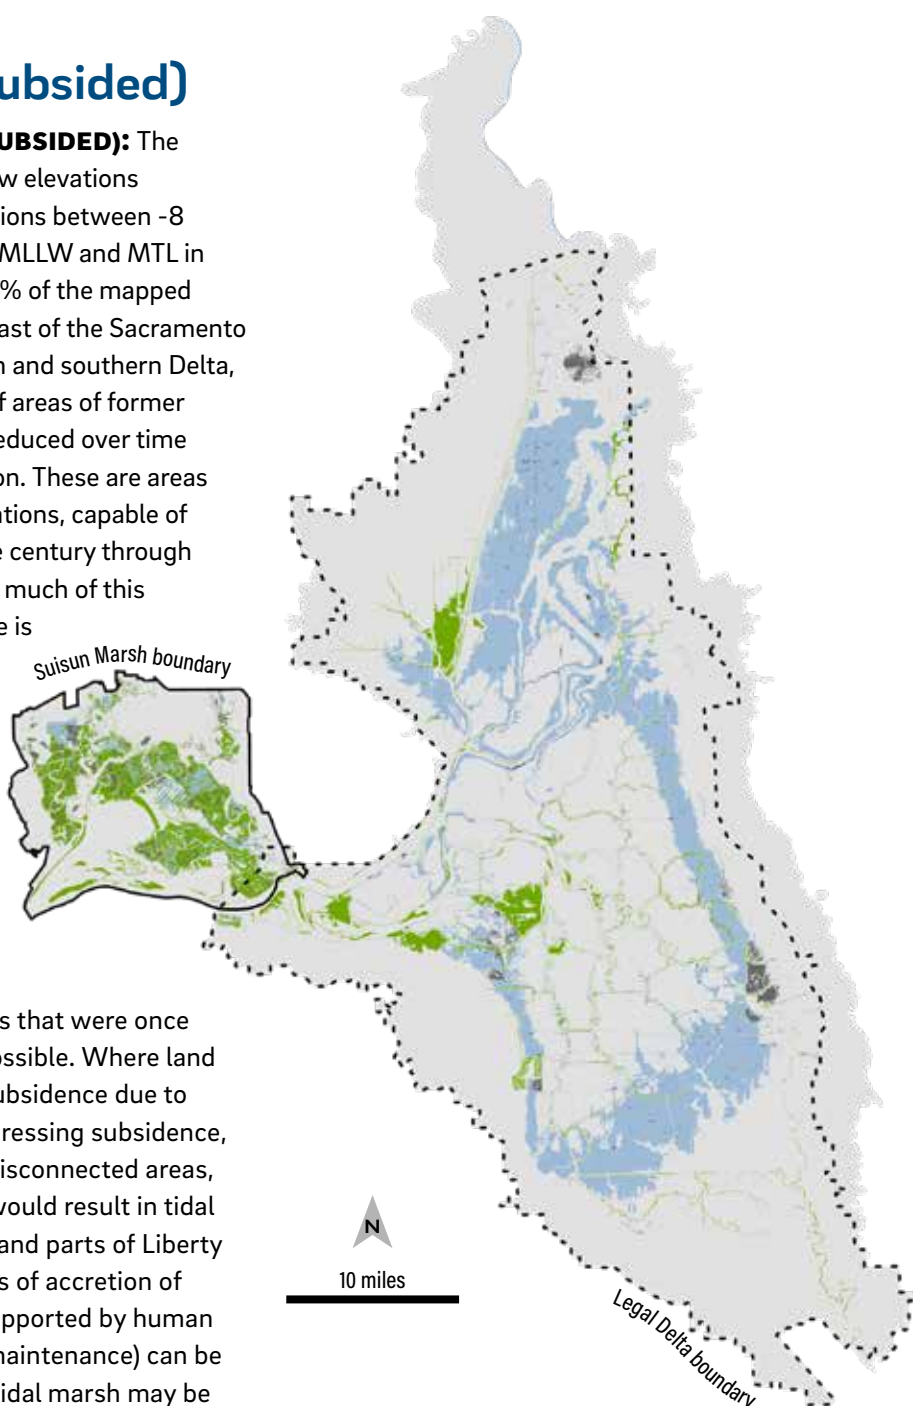 ubsided)
UBSIDED): The
w elevations
ions between -8
MLLW and MTL in
% of the mapped
ast of the Sacramento
and southern Delta,
f areas of former
educed over time
on. These are areas
ations, capable of
century through
much of this
e is
Suisun Marsh boundary
s that were once
ossible. Where land
ubsidence due to
ressing subsidence,
isconnected areas,
would result in tidal
and parts of Liberty
s of accretion of
pported by human
maintenance) can be
tidal marsh may be
N
10 miles
Legal Delta boundary